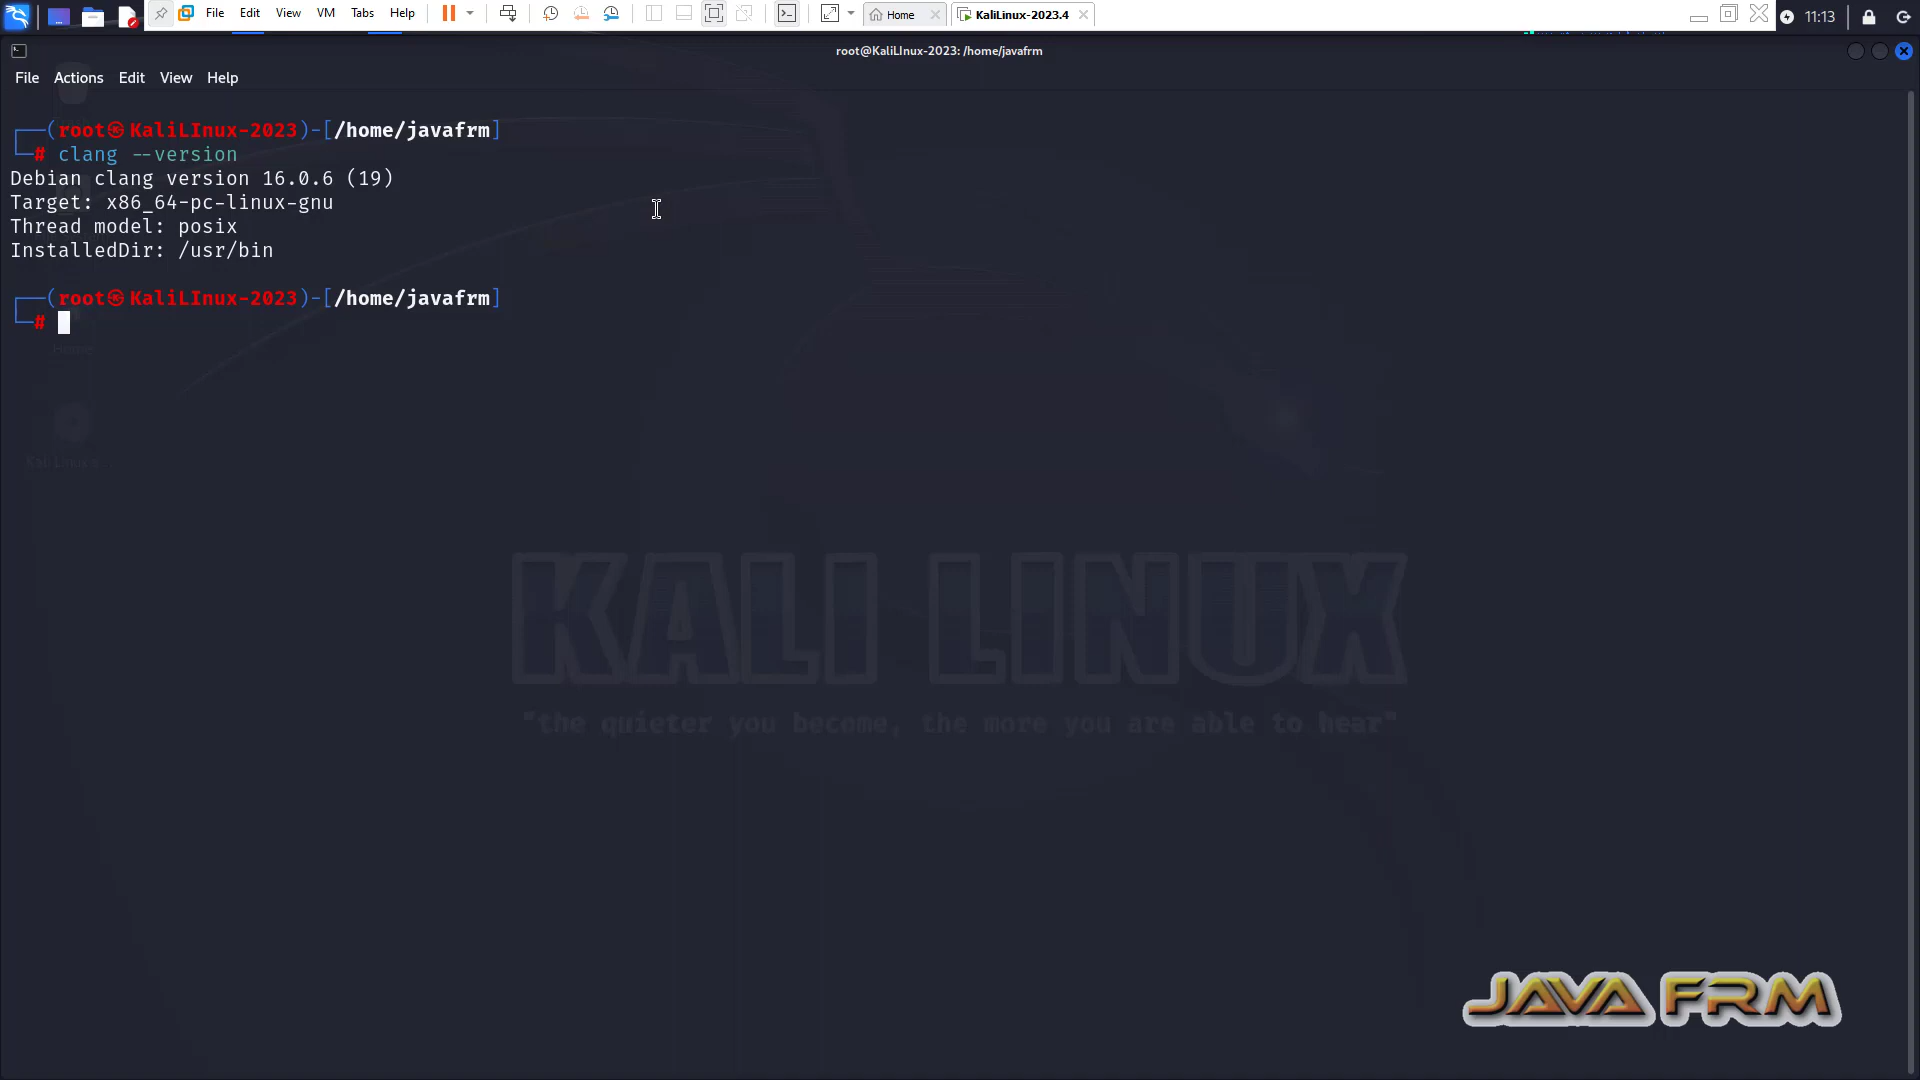 File Edit View VM Tabs Help Home KaliLinux-2023.4 11:13
root@KaliLInux-2023: /home/javafrm
File Actions Edit View Help
┌──(root㉿KaliLInux-2023)-[/home/javafrm]
└─# clang --version
Debian clang version 16.0.6 (19)
Target: x86_64-pc-linux-gnu
Thread model: posix
InstalledDir: /usr/bin
┌──(root㉿KaliLInux-2023)-[/home/javafrm]
└─#
Home
KALI LINUX
"the quieter you become, the more you are able to hear"
JAVA FRM